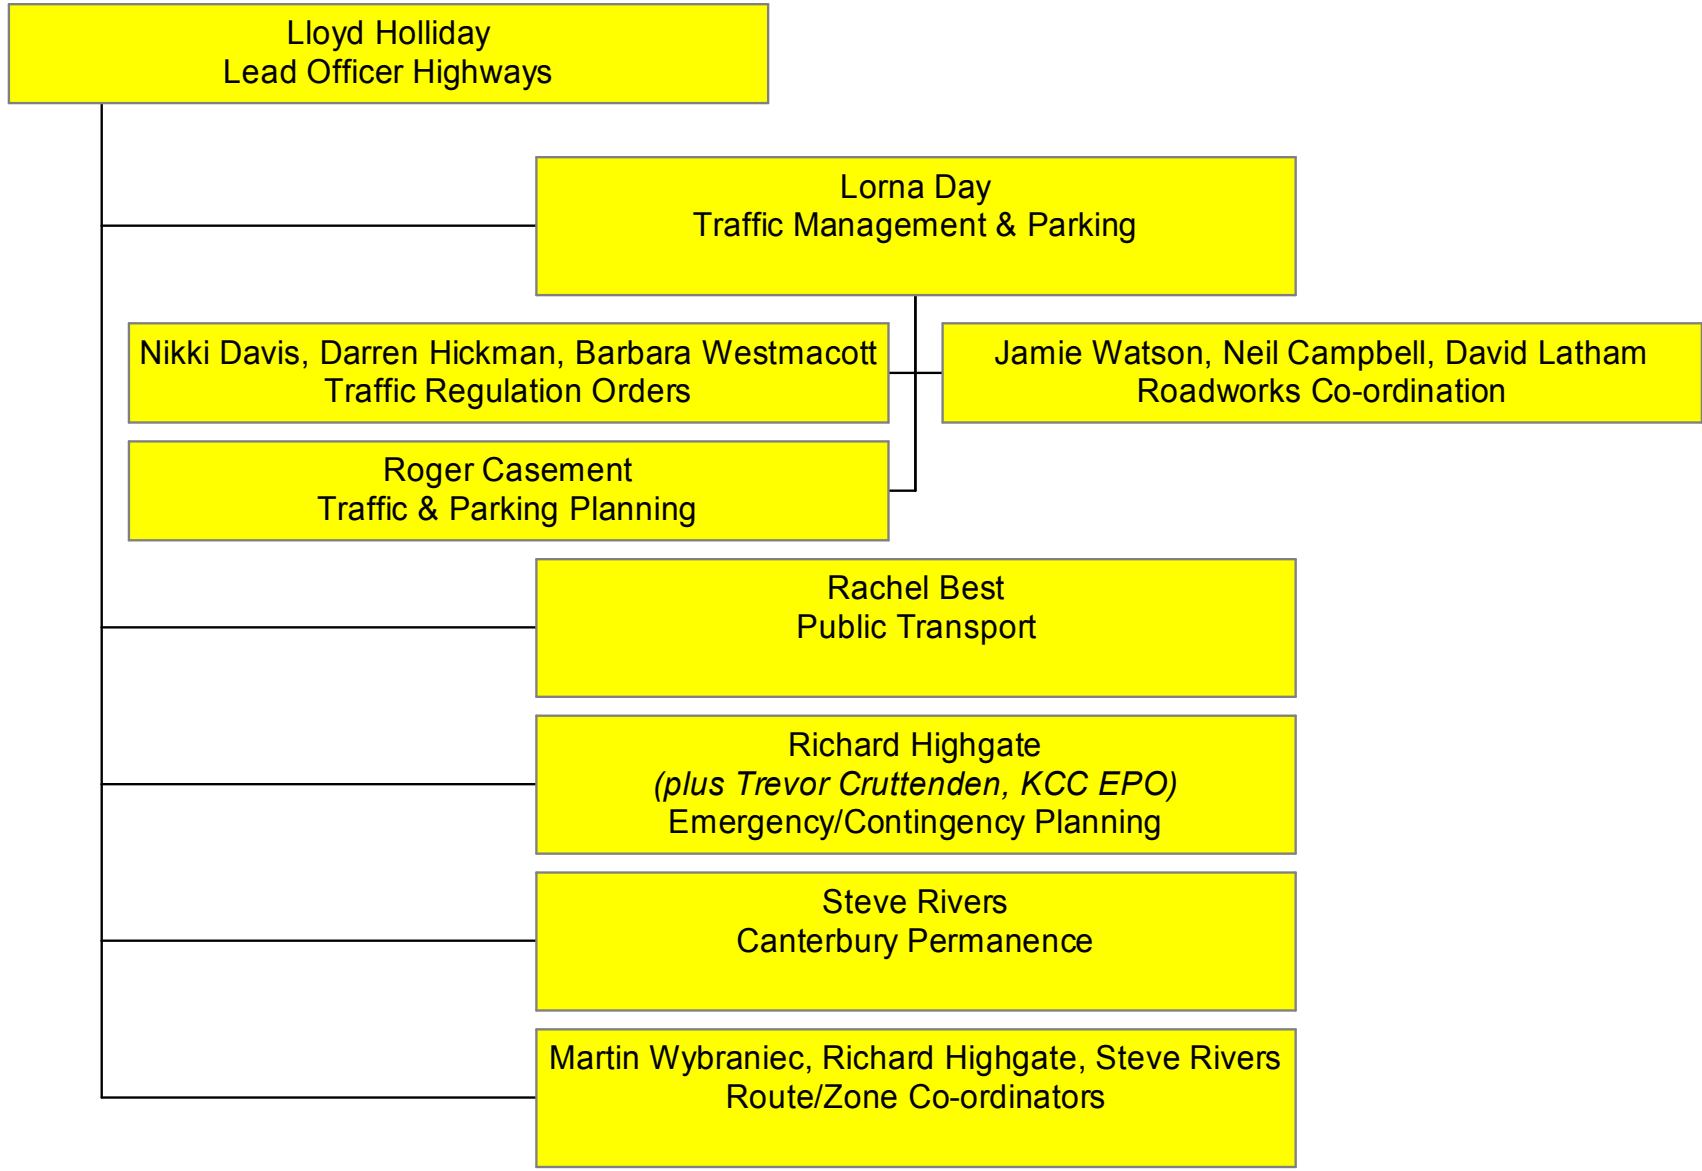 Lloyd Holliday
Lead Officer Highways
Lorna Day
Traffic Management & Parking
Nikki Davis, Darren Hickman, Barbara Westmacott
Traffic Regulation Orders
Jamie Watson, Neil Campbell, David Latham
Roadworks Co-ordination
Roger Casement
Traffic & Parking Planning
Rachel Best
Public Transport
Richard Highgate
(plus Trevor Cruttenden, KCC EPO)
Emergency/Contingency Planning
Steve Rivers
Canterbury Permanence
Martin Wybraniec, Richard Highgate, Steve Rivers
Route/Zone Co-ordinators